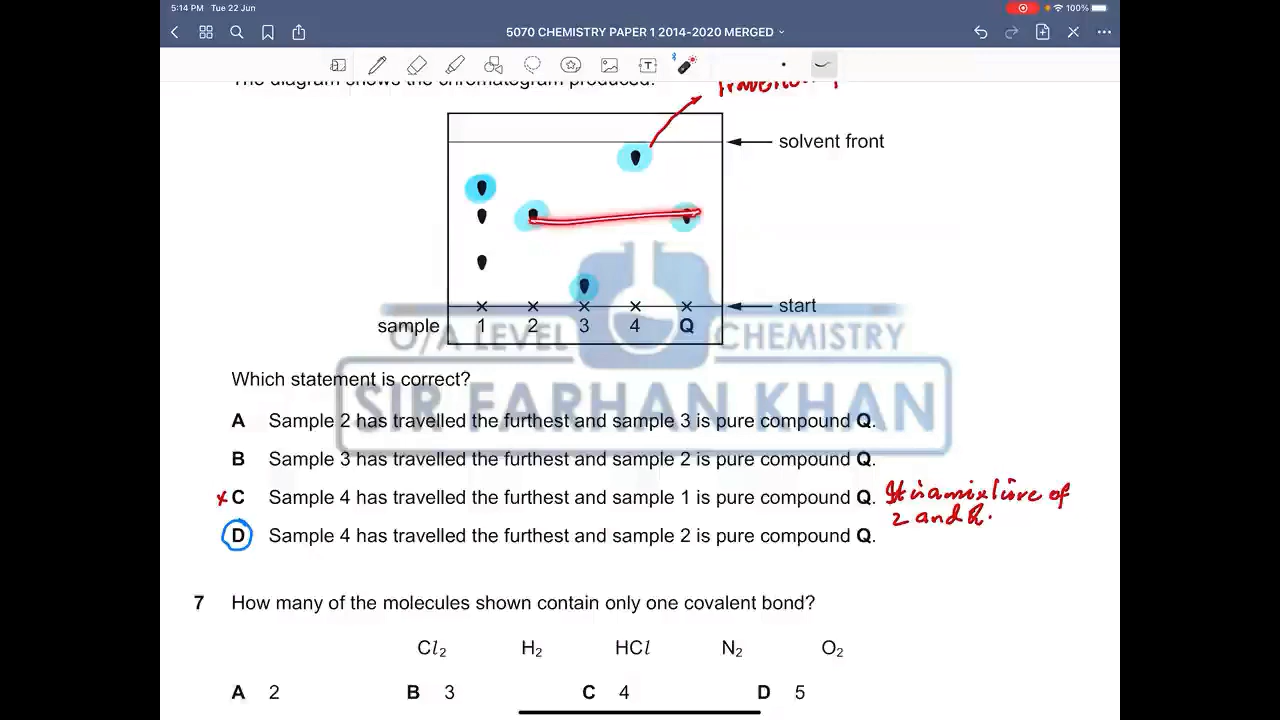 5:14 PM Tue 22 Jun
100%
5070 CHEMISTRY PAPER 1 2014-2020 MERGED
The diagram shows the chromatogram produced.
solvent front
start
sample 1 2 3 4 Q
O/A LEVEL CHEMISTRY
SIR FARHAN KHAN
Which statement is correct?
A Sample 2 has travelled the furthest and sample 3 is pure compound Q.
B Sample 3 has travelled the furthest and sample 2 is pure compound Q.
x C Sample 4 has travelled the furthest and sample 1 is pure compound Q. It is a mixture of
2 and
D Sample 4 has travelled the furthest and sample 2 is pure compound Q.
7 How many of the molecules shown contain only one covalent bond?
Cl₂ H₂ HCl N₂ O₂
A 2 B 3 C 4 D 5